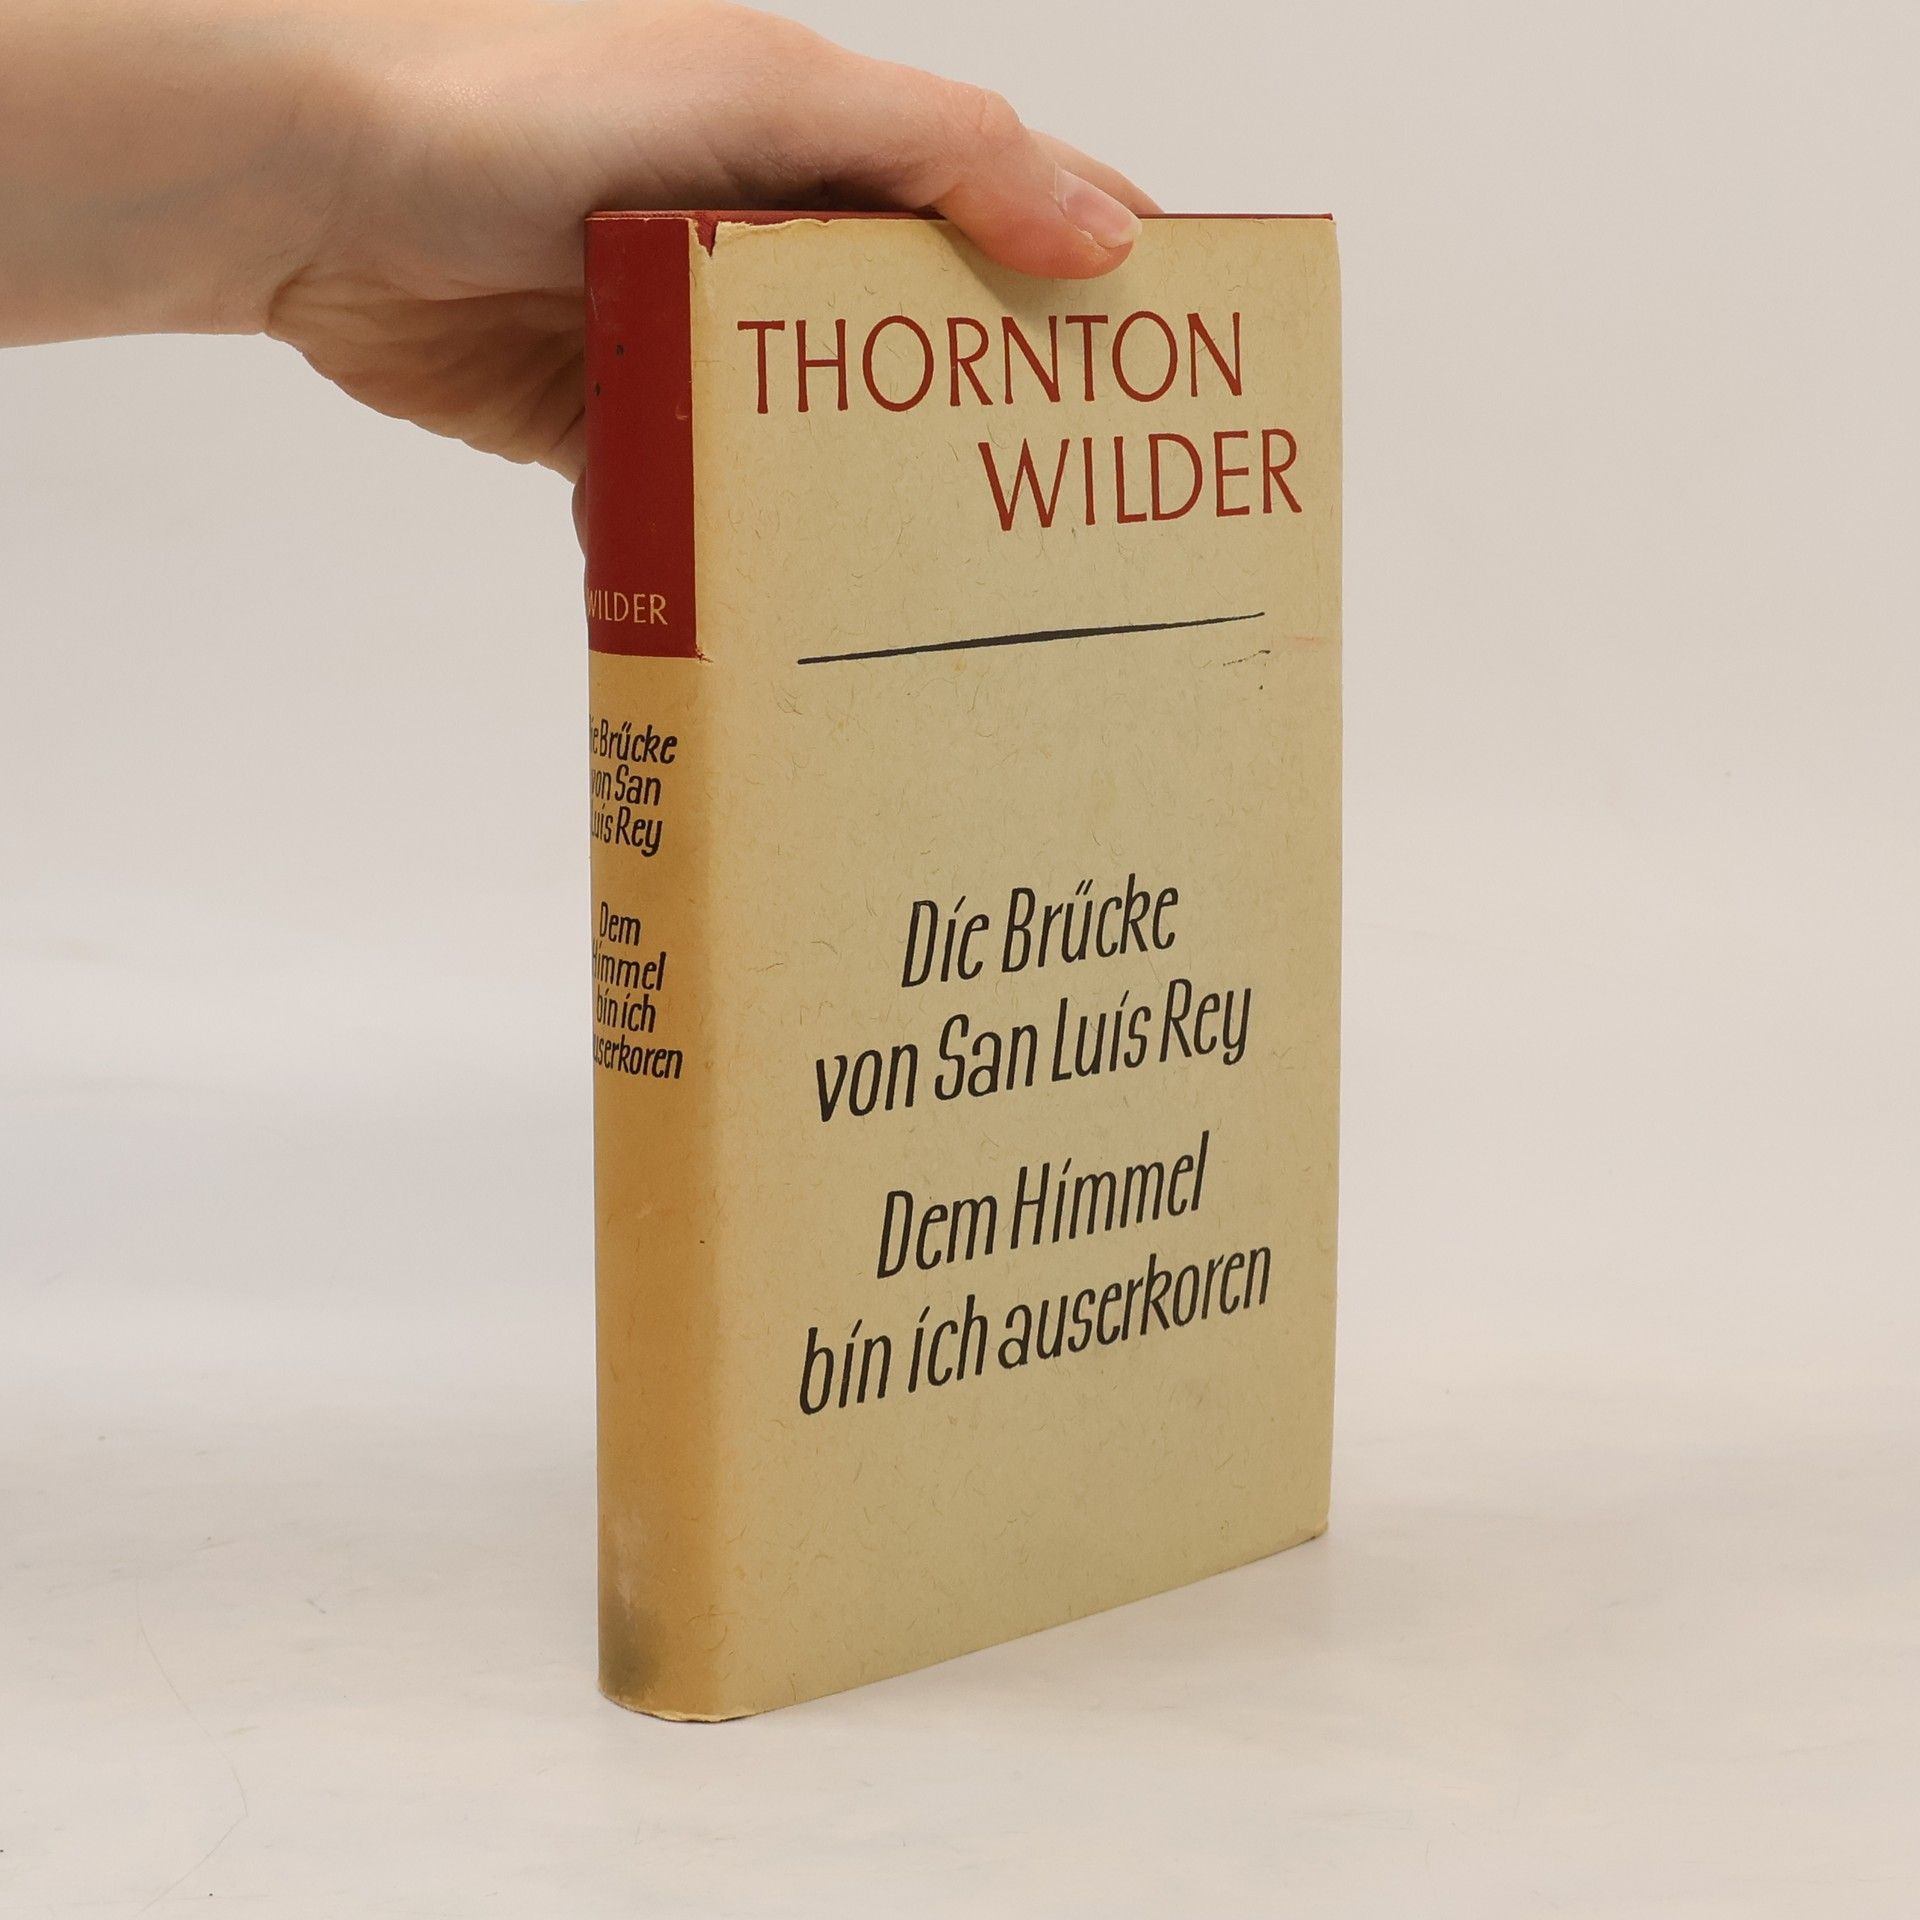 THORNTON
WILDER
Die Brücke
von San Luis Rey
Dem Himmel
bin ich auserkoren
WILDER
Die Brücke
von San
Luis Rey
Dem
Himmel
bin ich
auserkoren